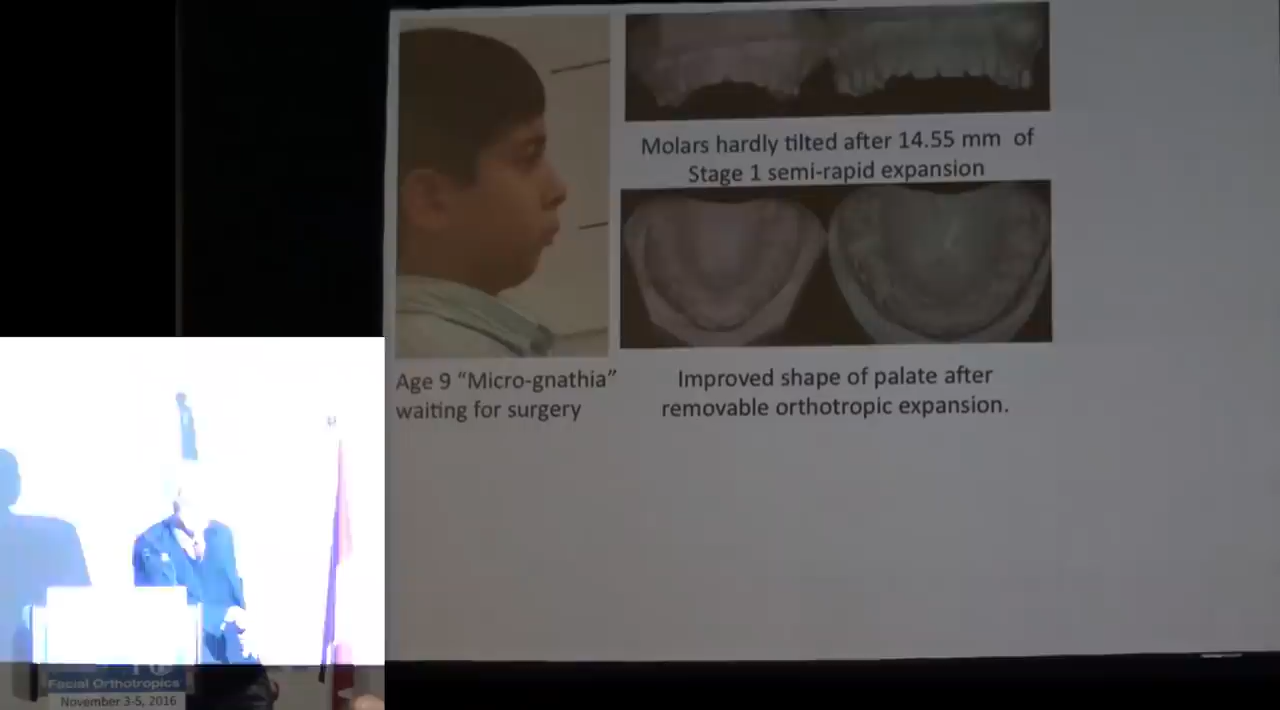 Molars hardly tilted after 14.55 mm of
Stage 1 semi-rapid expansion
Age 9 “Micro-gnathia”
waiting for surgery
Improved shape of palate after
removable orthotropic expansion.
Facial Orthotropics
November 3-5, 2016